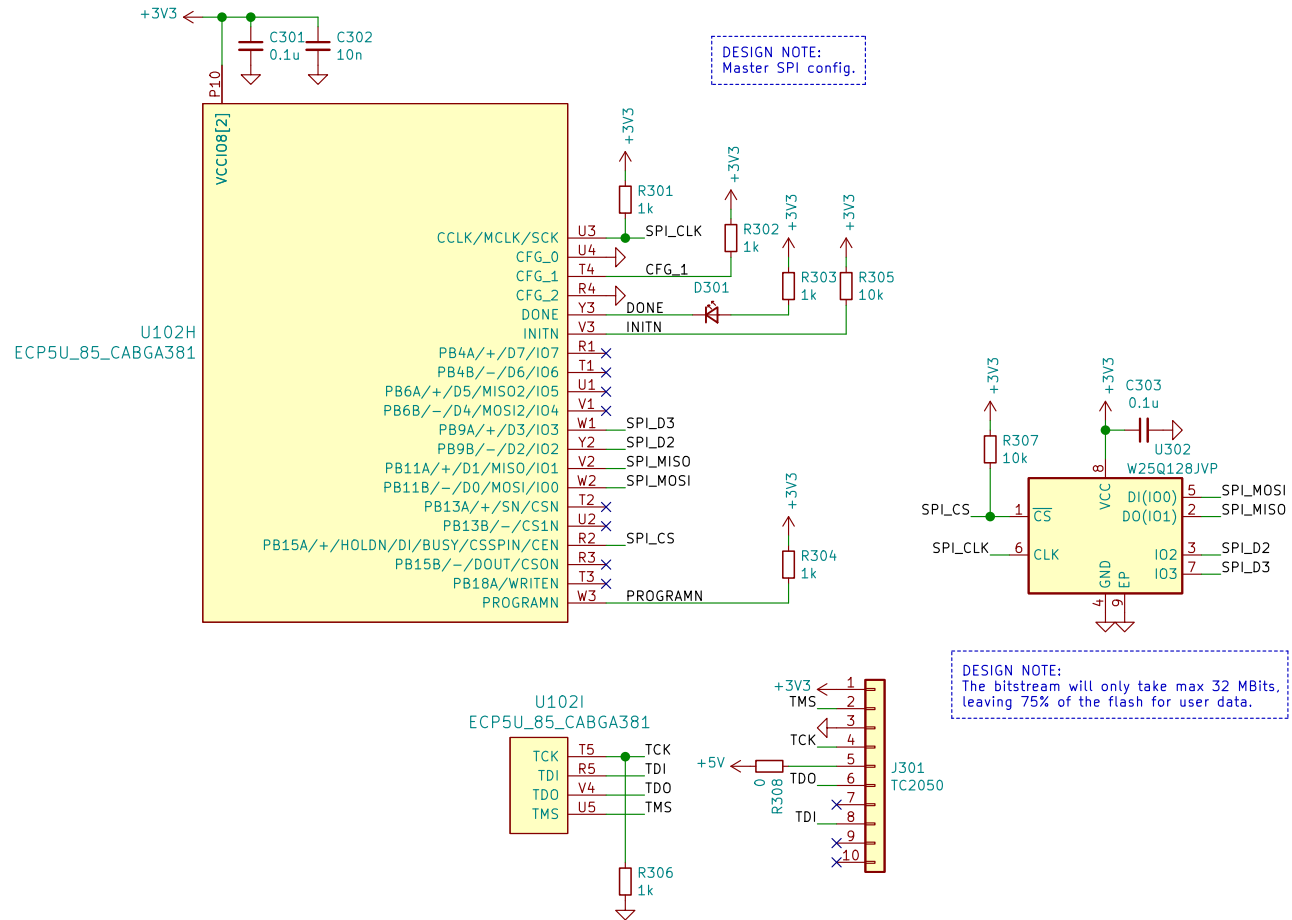 +3V3
C301
0.1u
C302
10n
DESIGN NOTE:
Master SPI config.
P10
VCCIO8[2]
U102H
ECP5U_85_CABGA381
+3V3
R301
1k
+3V3
R302
1k
+3V3
R303
1k
+3V3
R305
10k
CCLK/MCLK/SCK U3 SPI_CLK
CFG_0 U4
CFG_1 T4 CFG_1
CFG_2 R4
D301
DONE Y3 DONE
INITN V3 INITN
PB4A/+/D7/IO7 R1
PB4B/-/D6/IO6 T1
PB6A/+/D5/MISO2/IO5 U1
PB6B/-/D4/MOSI2/IO4 V1
PB9A/+/D3/IO3 W1 SPI_D3
PB9B/-/D2/IO2 Y2 SPI_D2
PB11A/+/D1/MISO/IO1 V2 SPI_MISO
PB11B/-/D0/MOSI/IO0 W2 SPI_MOSI
PB13A/+/SN/CSN T2
PB13B/-/CS1N U2
PB15A/+/HOLDN/DI/BUSY/CSSPIN/CEN R2 SPI_CS
PB15B/-/DOUT/CSON R3
PB18A/WRITEN T3
PROGRAMN W3 PROGRAMN
+3V3
R304
1k
+3V3
R307
10k
+3V3
C303
0.1u
U302
W25Q128JVP
8
VCC
SPI_CS 1 CS
SPI_CLK 6 CLK
DI(IO0) 5 SPI_MOSI
DO(IO1) 2 SPI_MISO
IO2 3 SPI_D2
IO3 7 SPI_D3
GND
4
EP
9
DESIGN NOTE:
The bitstream will only take max 32 MBits,
leaving 75% of the flash for user data.
U102I
ECP5U_85_CABGA381
TCK T5 TCK
TDI R5 TDI
TDO V4 TDO
TMS U5 TMS
R306
1k
+3V3 1
TMS 2
3
TCK 4
+5V 5
0
R308
TDO 6
7
TDI 8
9
10
J301
TC2050